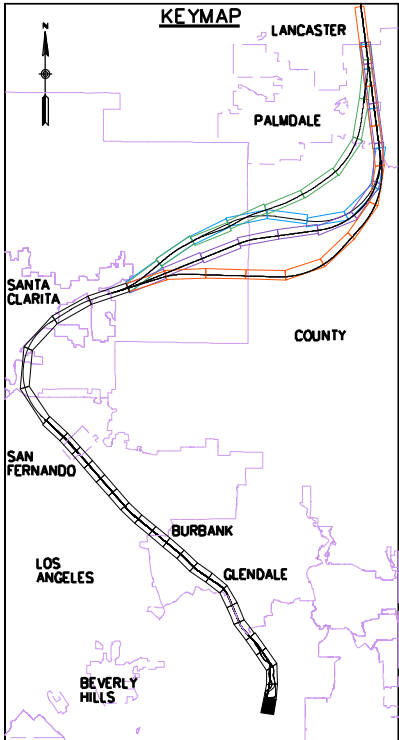 KEYMAP
N
LANCASTER
PALMDALE
SANTA
CLARITA
COUNTY
SAN
FERNANDO
BURBANK
LOS
ANGELES
GLENDALE
BEVERLY
HILLS